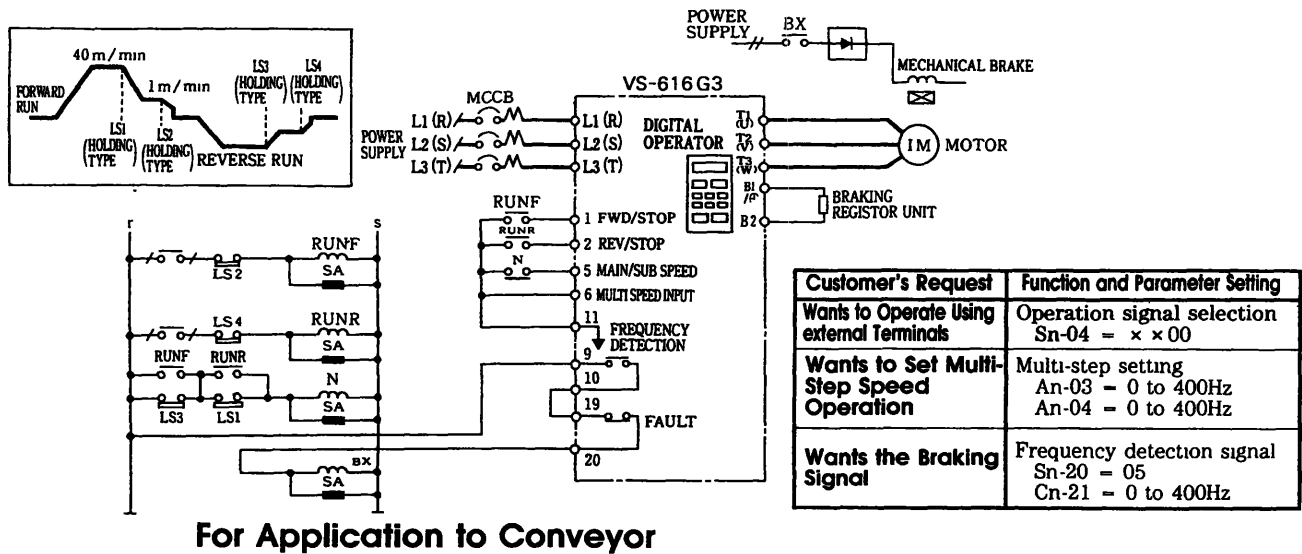 POWER
SUPPLY
BX
MECHANICAL BRAKE
40 m/min
1 m/min
FORWARD
RUN
LS1
(HOLDING
TYPE)
LS2
(HOLDING
TYPE)
REVERSE RUN
LS3
(HOLDING
TYPE)
LS4
(HOLDING
TYPE)
VS-616G3
MCCB
POWER
SUPPLY
L1 (R)
L2 (S)
L3 (T)
L1 (R)
L2 (S)
L3 (T)
DIGITAL
OPERATOR
T1
(U)
T2
(V)
T3
(W)
IM
MOTOR
B1
B2
BRAKING
REGISTOR UNIT
RUNF
1 FWD/STOP
RUNR
2 REV/STOP
N
5 MAIN/SUB SPEED
6 MULTI SPEED INPUT
11
FREQUENCY
DETECTION
9
10
19
FAULT
20
r
s
RUNF
SA
LS2
LS4
RUNR
SA
RUNF
RUNR
N
SA
LS3
LS1
BX
SA
Customer's Request
Function and Parameter Setting
Wants to Operate Using
external Terminals
Operation signal selection
Sn-04 = × ×00
Wants to Set Multi-
Step Speed
Operation
Multi-step setting
An-03 = 0 to 400Hz
An-04 = 0 to 400Hz
Wants the Braking
Signal
Frequency detection signal
Sn-20 = 05
Cn-21 = 0 to 400Hz
For Application to Conveyor